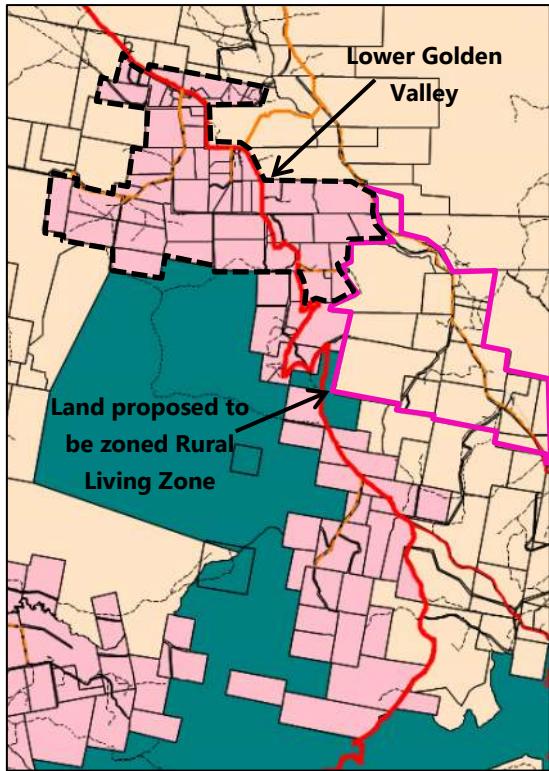 Lower Golden
Valley
Land proposed to
be zoned Rural
Living Zone